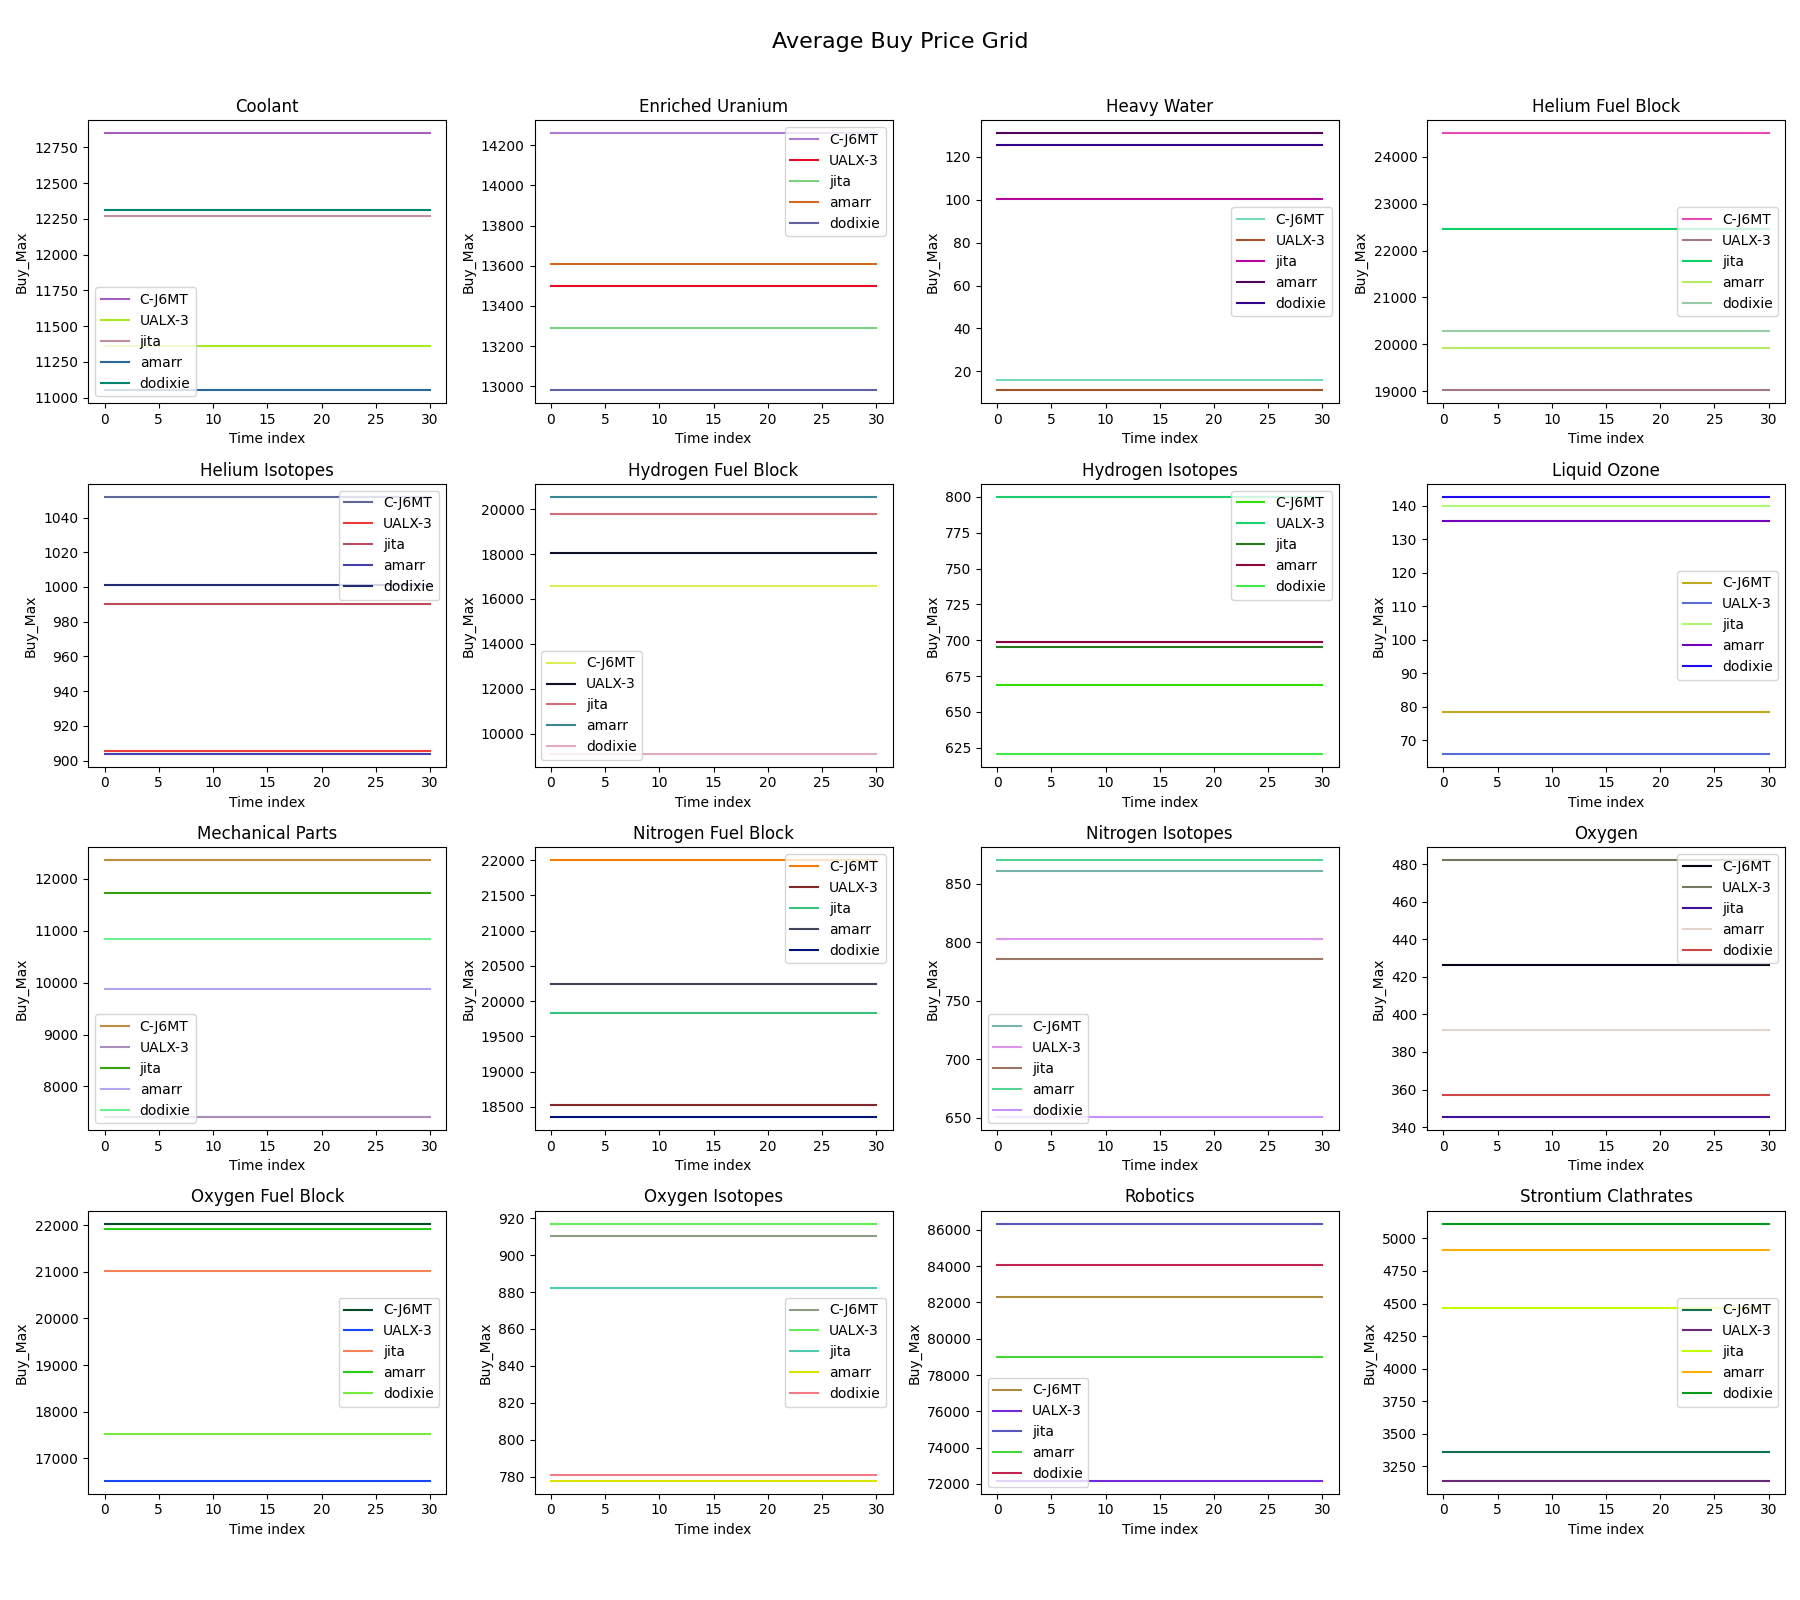 Average Buy Price Grid
Coolant
Buy_Max
12750
12500
12250
12000
11750
11500
11250
11000
C-J6MT
UALX-3
jita
amarr
dodixie
0 5 10 15 20 25 30
Time index
Enriched Uranium
Buy_Max
14200
14000
13800
13600
13400
13200
13000
C-J6MT
UALX-3
jita
amarr
dodixie
0 5 10 15 20 25 30
Time index
Heavy Water
Buy_Max
120
100
80
60
40
20
C-J6MT
UALX-3
jita
amarr
dodixie
0 5 10 15 20 25 30
Time index
Helium Fuel Block
Buy_Max
24000
23000
22000
21000
20000
19000
C-J6MT
UALX-3
jita
amarr
dodixie
0 5 10 15 20 25 30
Time index
Helium Isotopes
Buy_Max
1040
1020
1000
980
960
940
920
900
C-J6MT
UALX-3
jita
amarr
dodixie
0 5 10 15 20 25 30
Time index
Hydrogen Fuel Block
Buy_Max
20000
18000
16000
14000
12000
10000
C-J6MT
UALX-3
jita
amarr
dodixie
0 5 10 15 20 25 30
Time index
Hydrogen Isotopes
Buy_Max
800
775
750
725
700
675
650
625
C-J6MT
UALX-3
jita
amarr
dodixie
0 5 10 15 20 25 30
Time index
Liquid Ozone
Buy_Max
140
130
120
110
100
90
80
70
C-J6MT
UALX-3
jita
amarr
dodixie
0 5 10 15 20 25 30
Time index
Mechanical Parts
Buy_Max
12000
11000
10000
9000
8000
C-J6MT
UALX-3
jita
amarr
dodixie
0 5 10 15 20 25 30
Time index
Nitrogen Fuel Block
Buy_Max
22000
21500
21000
20500
20000
19500
19000
18500
C-J6MT
UALX-3
jita
amarr
dodixie
0 5 10 15 20 25 30
Time index
Nitrogen Isotopes
Buy_Max
850
800
750
700
650
C-J6MT
UALX-3
jita
amarr
dodixie
0 5 10 15 20 25 30
Time index
Oxygen
Buy_Max
480
460
440
420
400
380
360
340
C-J6MT
UALX-3
jita
amarr
dodixie
0 5 10 15 20 25 30
Time index
Oxygen Fuel Block
Buy_Max
22000
21000
20000
19000
18000
17000
C-J6MT
UALX-3
jita
amarr
dodixie
0 5 10 15 20 25 30
Time index
Oxygen Isotopes
Buy_Max
920
900
880
860
840
820
800
780
C-J6MT
UALX-3
jita
amarr
dodixie
0 5 10 15 20 25 30
Time index
Robotics
Buy_Max
86000
84000
82000
80000
78000
76000
74000
72000
C-J6MT
UALX-3
jita
amarr
dodixie
0 5 10 15 20 25 30
Time index
Strontium Clathrates
Buy_Max
5000
4750
4500
4250
4000
3750
3500
3250
C-J6MT
UALX-3
jita
amarr
dodixie
0 5 10 15 20 25 30
Time index